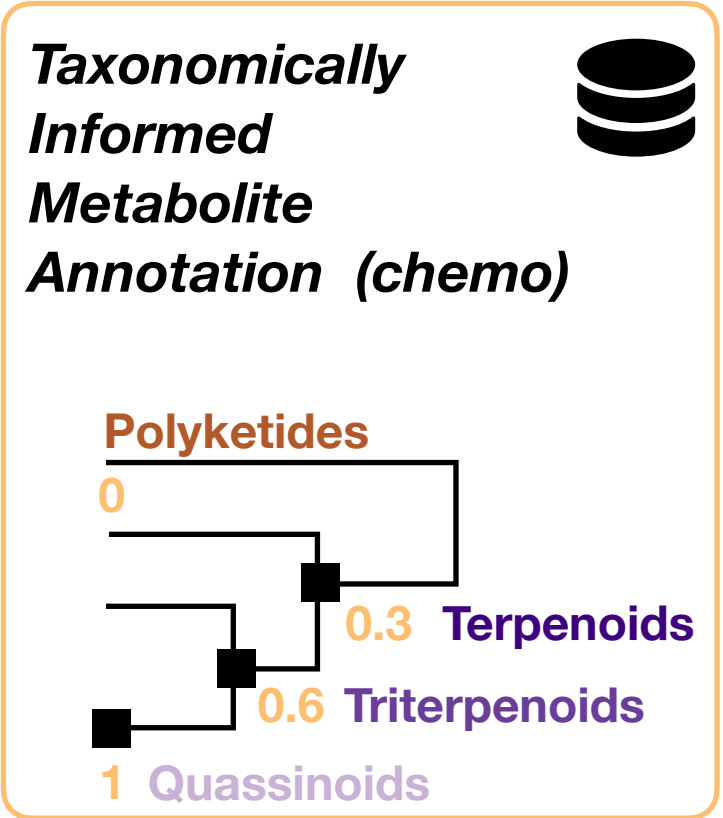 Taxonomically
Informed
Metabolite
Annotation (chemo)
Polyketides
0
0.3 Terpenoids
0.6 Triterpenoids
1 Quassinoids